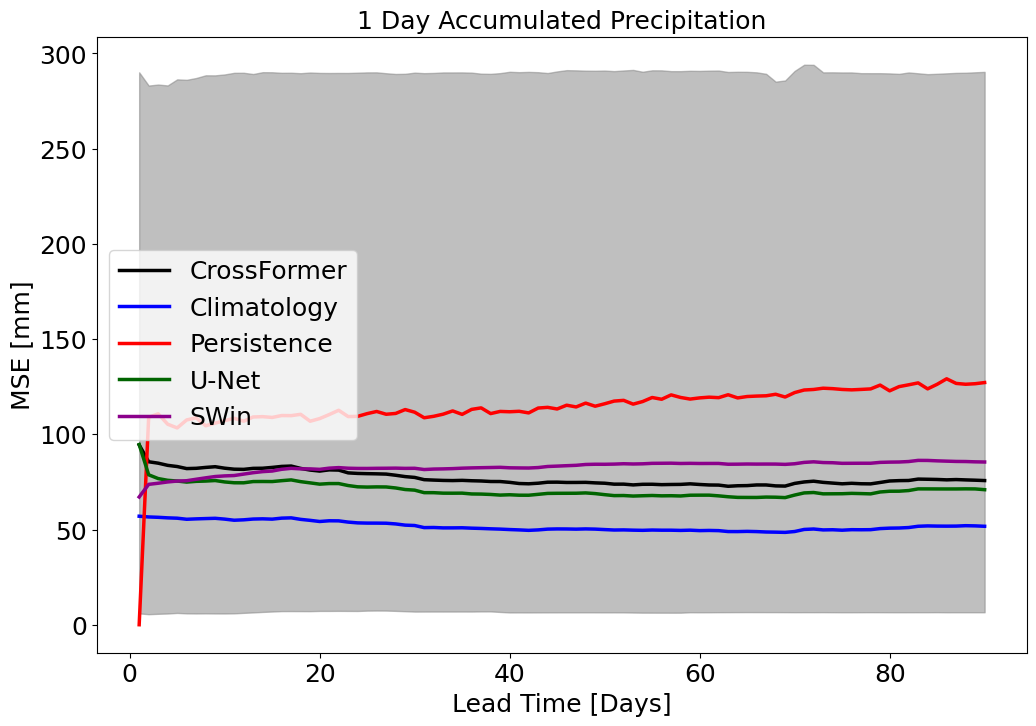 1 Day Accumulated Precipitation
MSE [mm]
300
250
200
150
100
50
0
CrossFormer
Climatology
Persistence
U-Net
SWin
0 20 40 60 80
Lead Time [Days]